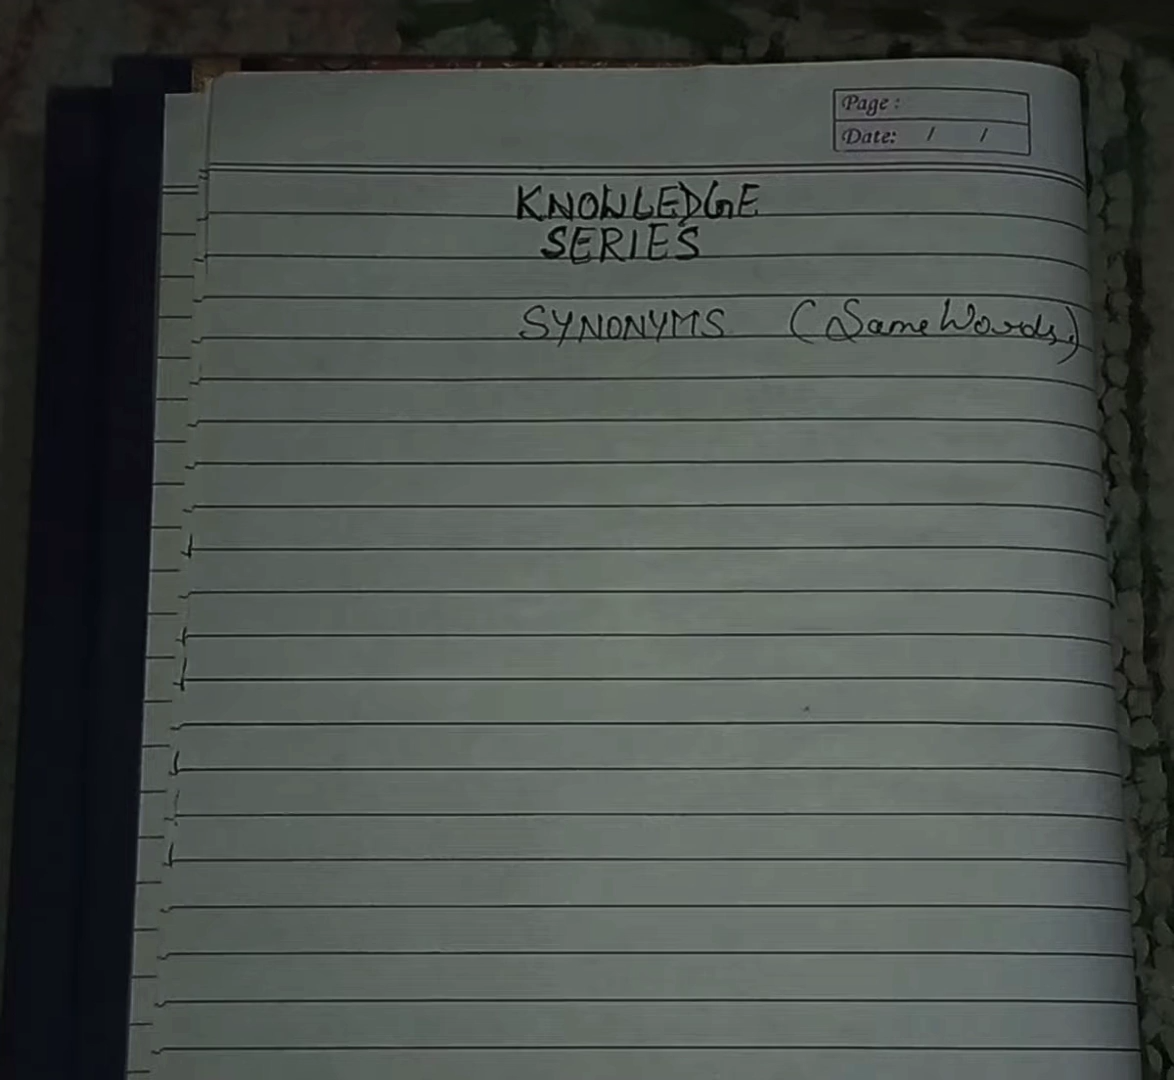 Page :
Date: / /
KNOWLEDGE
SERIES
SYNONYMS (Same Words)